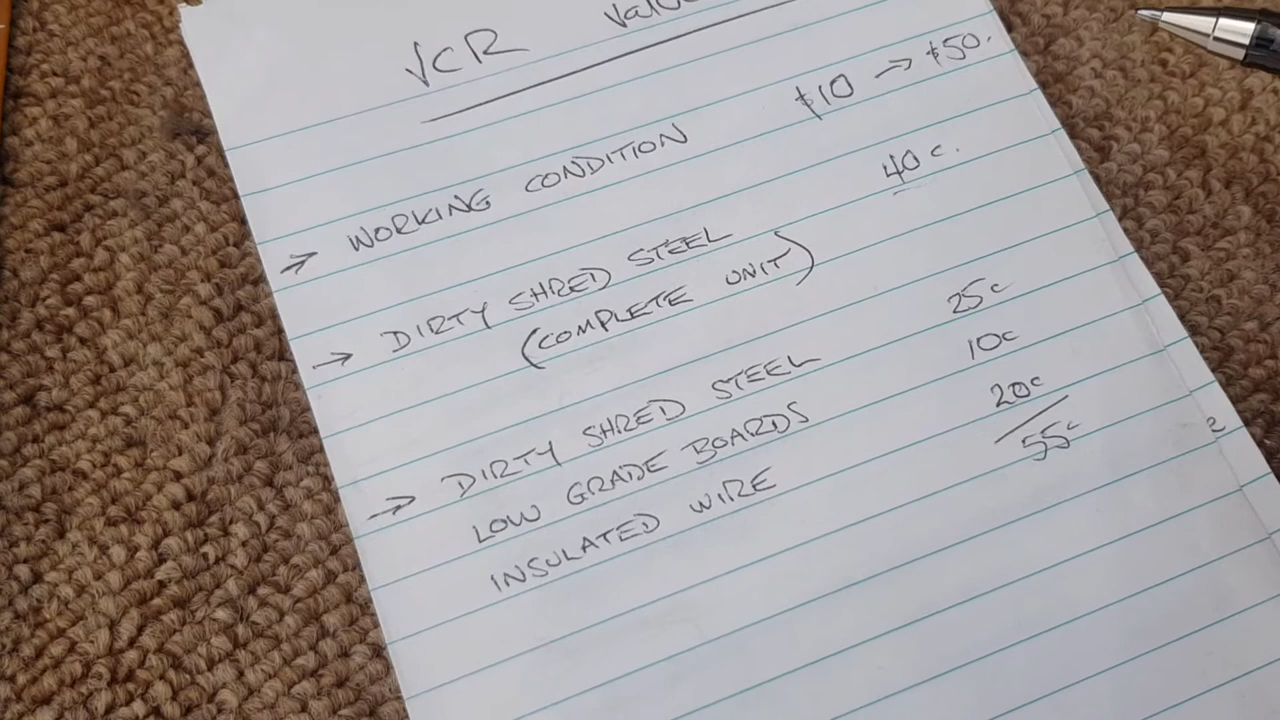 VCR Value
→ WORKING CONDITION $10 → $50.
→ DIRTY SHRED STEEL 40c.
(COMPLETE UNIT)
→ DIRTY SHRED STEEL 25c
LOW GRADE BOARDS 10c
INSULATED WIRE 20c
55c